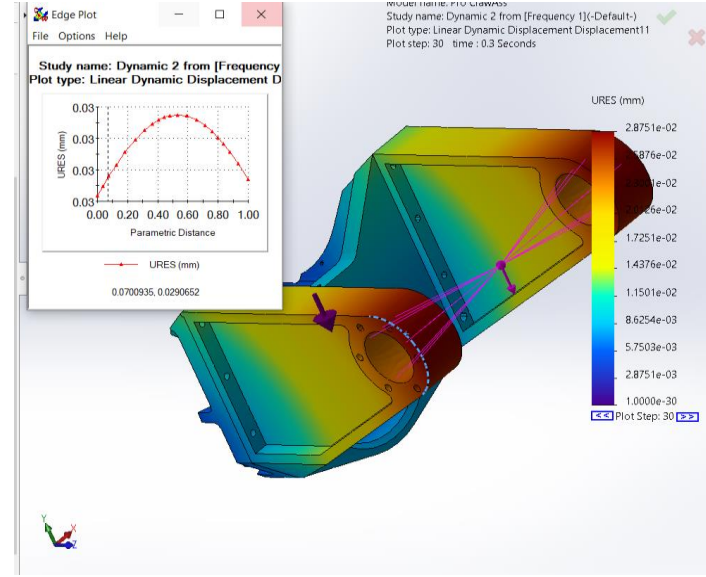 Edge Plot
File Options Help
Study name: Dynamic 2 from [Frequency
Plot type: Linear Dynamic Displacement D
URES (mm)
0.03
0.03
0.03
0.03
0.00 0.20 0.40 0.60 0.80 1.00
Parametric Distance
URES (mm)
0.0700935, 0.0290652
Study name: Dynamic 2 from [Frequency 1](-Default-)
Plot type: Linear Dynamic Displacement Displacement11
Plot step: 30 time : 0.3 Seconds
URES (mm)
2.8751e-02
1.7251e-02
1.4376e-02
1.1501e-02
8.6254e-03
5.7503e-03
2.8751e-03
1.0000e-30
<< Plot Step: 30 >>
Y
X
Z